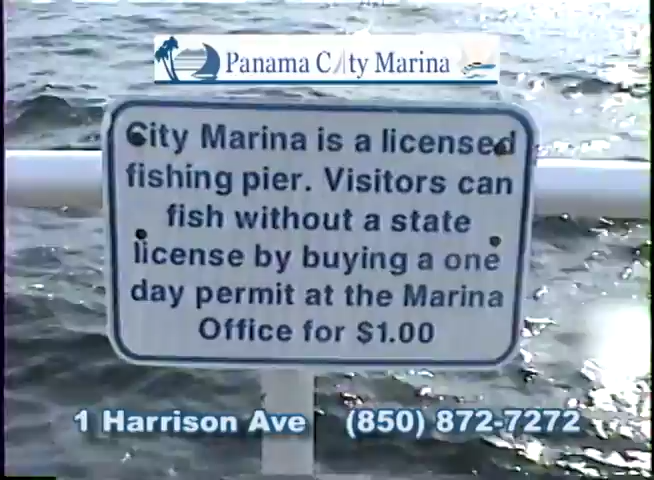 Panama City Marina
City Marina is a licensed
fishing pier. Visitors can
fish without a state
license by buying a one
day permit at the Marina
Office for $1.00
1 Harrison Ave (850) 872-7272